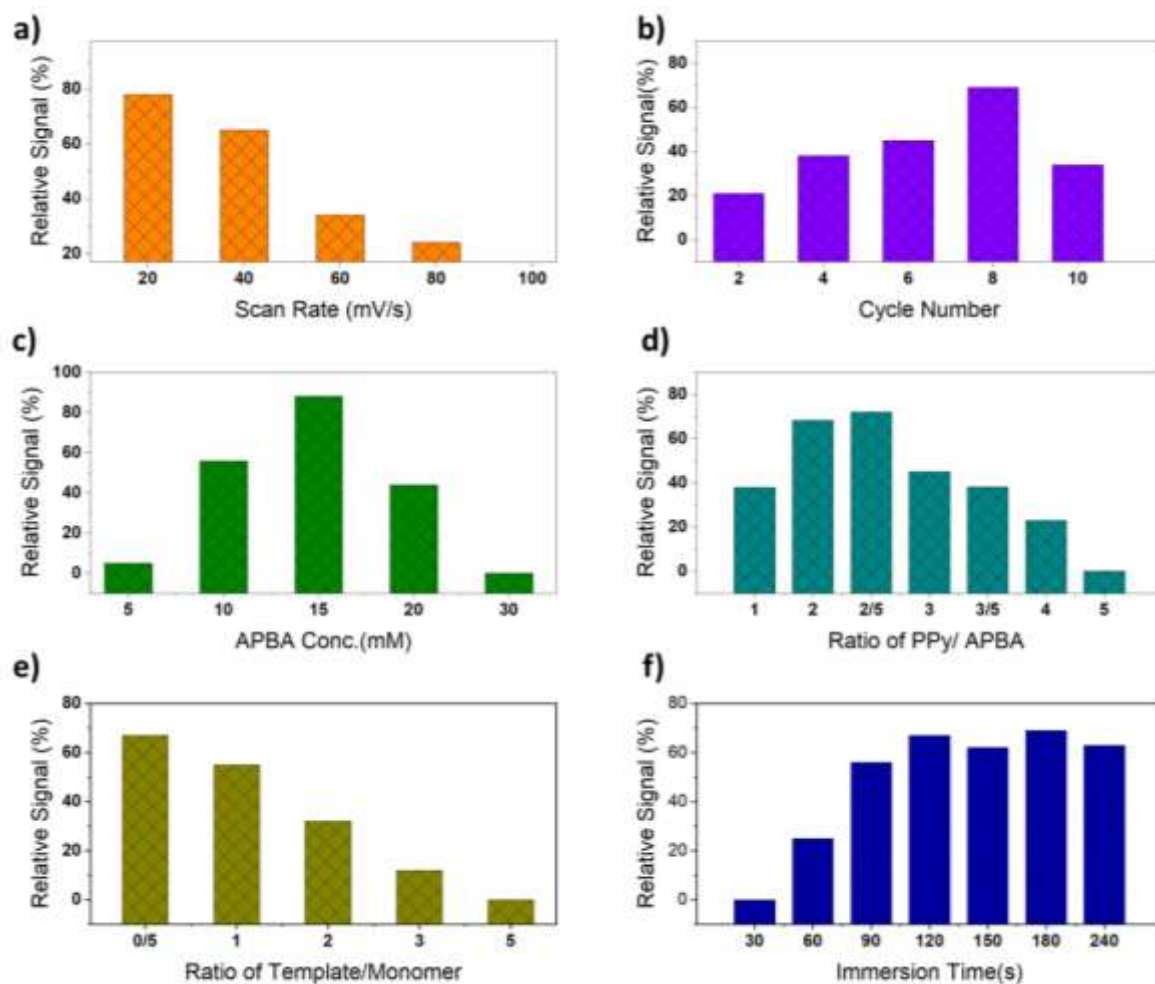 a)
Relative Signal (%)
80
60
40
20
20 40 60 80 100
Scan Rate (mV/s)
b)
Relative Signal(%)
80
60
40
20
0
2 4 6 8 10
Cycle Number
c)
Relative Signal (%)
100
80
60
40
20
0
5 10 15 20 30
APBA Conc.(mM)
d)
Relative Signal (%)
80
60
40
20
0
1 2 2/5 3 3/5 4 5
Ratio of PPy/ APBA
e)
Relative Signal (%)
80
60
40
20
0
0/5 1 2 3 5
Ratio of Template/Monomer
f)
Relative Signal (%)
80
60
40
20
0
30 60 90 120 150 180 240
Immersion Time(s)